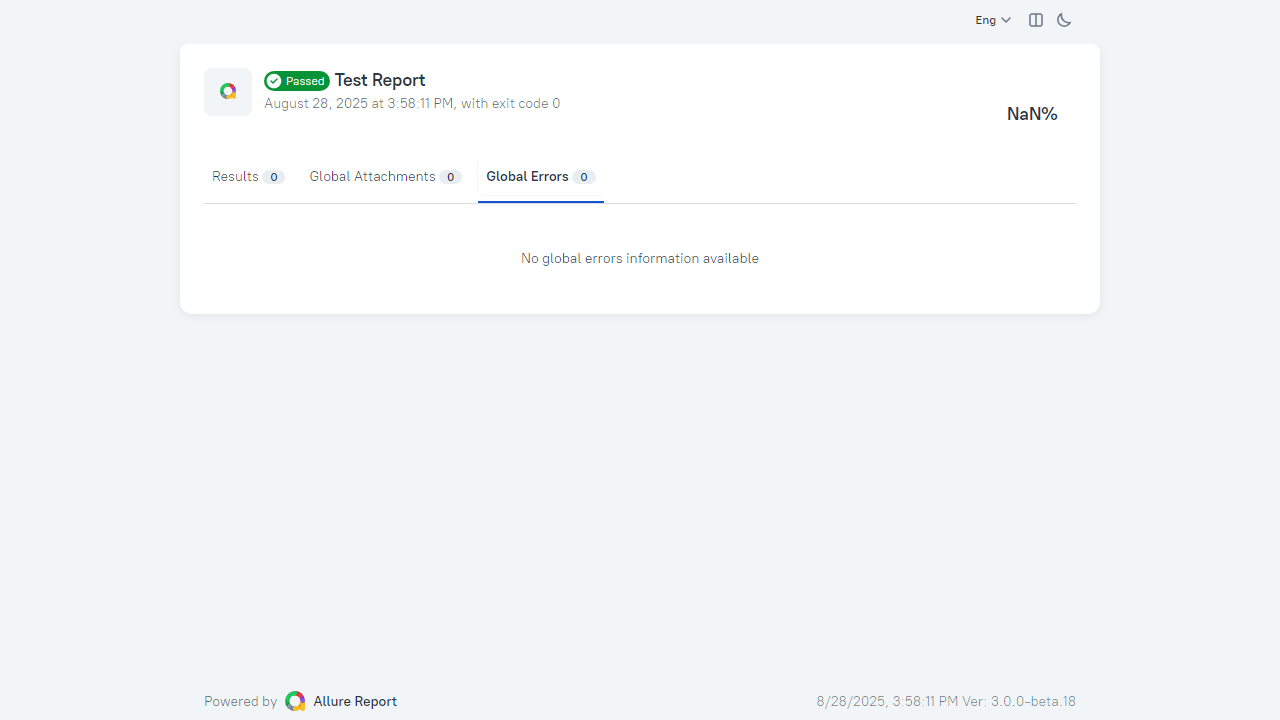 Eng
Passed Test Report
August 28, 2025 at 3:58:11 PM, with exit code 0
NaN%
Results 0 Global Attachments 0 Global Errors 0
No global errors information available
Powered by Allure Report 8/28/2025, 3:58:11 PM Ver: 3.0.0-beta.18